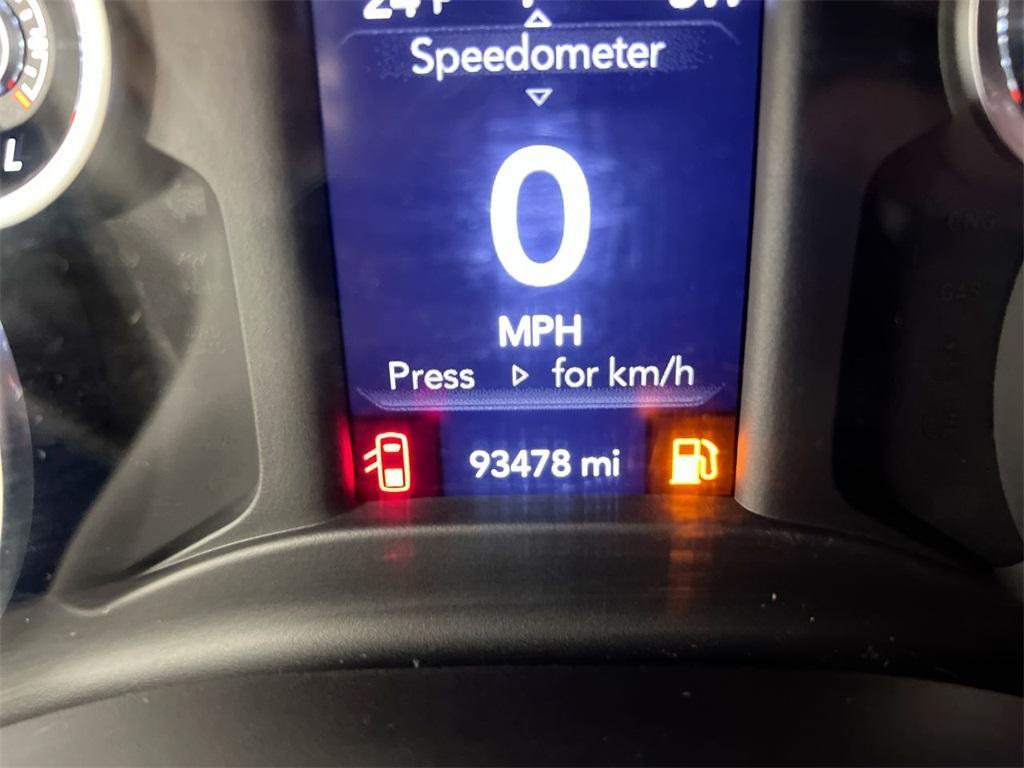 Speedometer
0
MPH
Press for km/h
93478 mi
L